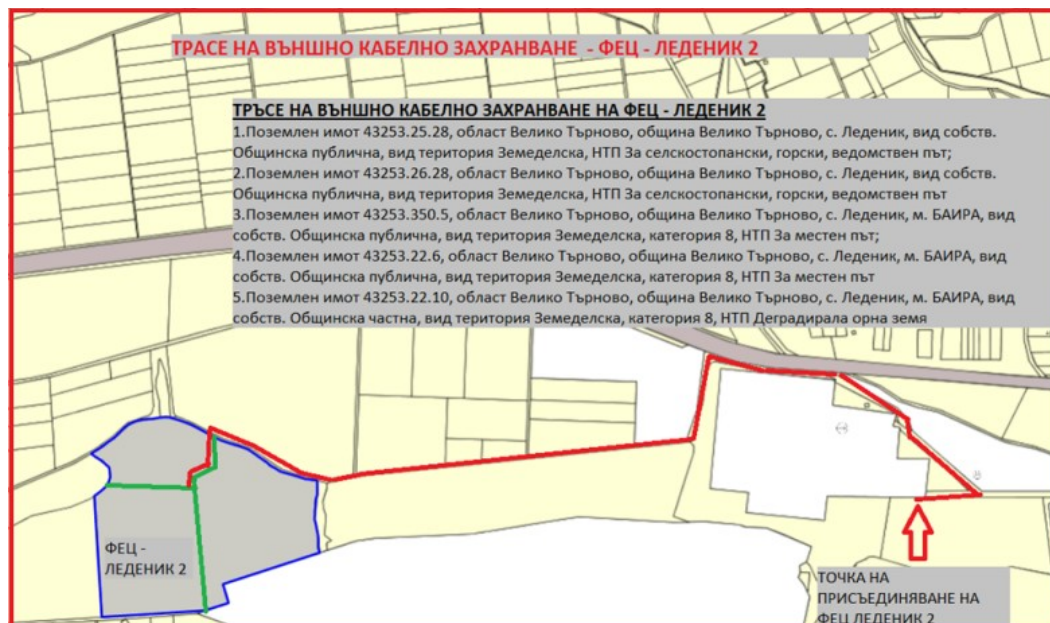 ТРАСЕ НА ВЪНШНО КАБЕЛНО ЗАХРАНВАНЕ - ФЕЦ - ЛЕДЕНИК 2
ТРЪСЕ НА ВЪНШНО КАБЕЛНО ЗАХРАНВАНЕ НА ФЕЦ - ЛЕДЕНИК 2
1.Поземлен имот 43253.25.28, област Велико Търново, община Велико Търново, с. Леденик, вид собств.
Общинска публична, вид територия Земеделска, НТП За селскостопански, горски, ведомствен път;
2.Поземлен имот 43253.26.28, област Велико Търново, община Велико Търново, с. Леденик, вид собств.
Общинска публична, вид територия Земеделска, НТП За селскостопански, горски, ведомствен път
3.Поземлен имот 43253.350.5, област Велико Търново, община Велико Търново, с. Леденик, м. БАИРА, вид
собств. Общинска публична, вид територия Земеделска, категория 8, НТП За местен път;
4.Поземлен имот 43253.22.6, област Велико Търново, община Велико Търново, с. Леденик, м. БАИРА, вид
собств. Общинска публична, вид територия Земеделска, категория 8, НТП За местен път
5.Поземлен имот 43253.22.10, област Велико Търново, община Велико Търново, с. Леденик, м. БАИРА, вид
собств. Общинска частна, вид територия Земеделска, категория 8, НТП Деградирала орна земя
ФЕЦ -
ЛЕДЕНИК 2
ТОЧКА НА
ПРИСЪЕДИНЯВАНЕ НА
ФЕЦ ЛЕДЕНИК 2